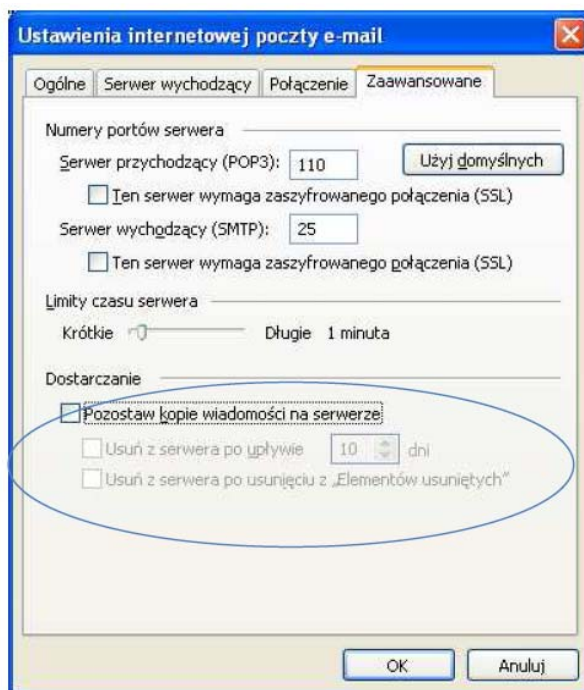 Ustawienia internetowej poczty e-mail
Ogólne Serwer wychodzący Połączenie Zaawansowane
Numery portów serwera
Serwer przychodzący (POP3): 110 Użyj domyślnych
Ten serwer wymaga zaszyfrowanego połączenia (SSL)
Serwer wychodzący (SMTP): 25
Ten serwer wymaga zaszyfrowanego połączenia (SSL)
Limity czasu serwera
Krótkie Długie 1 minuta
Dostarczanie
Pozostaw kopie wiadomości na serwerze
Usuń z serwera po upływie 10 dni
Usuń z serwera po usunięciu z „Elementów usuniętych”
OK Anuluj